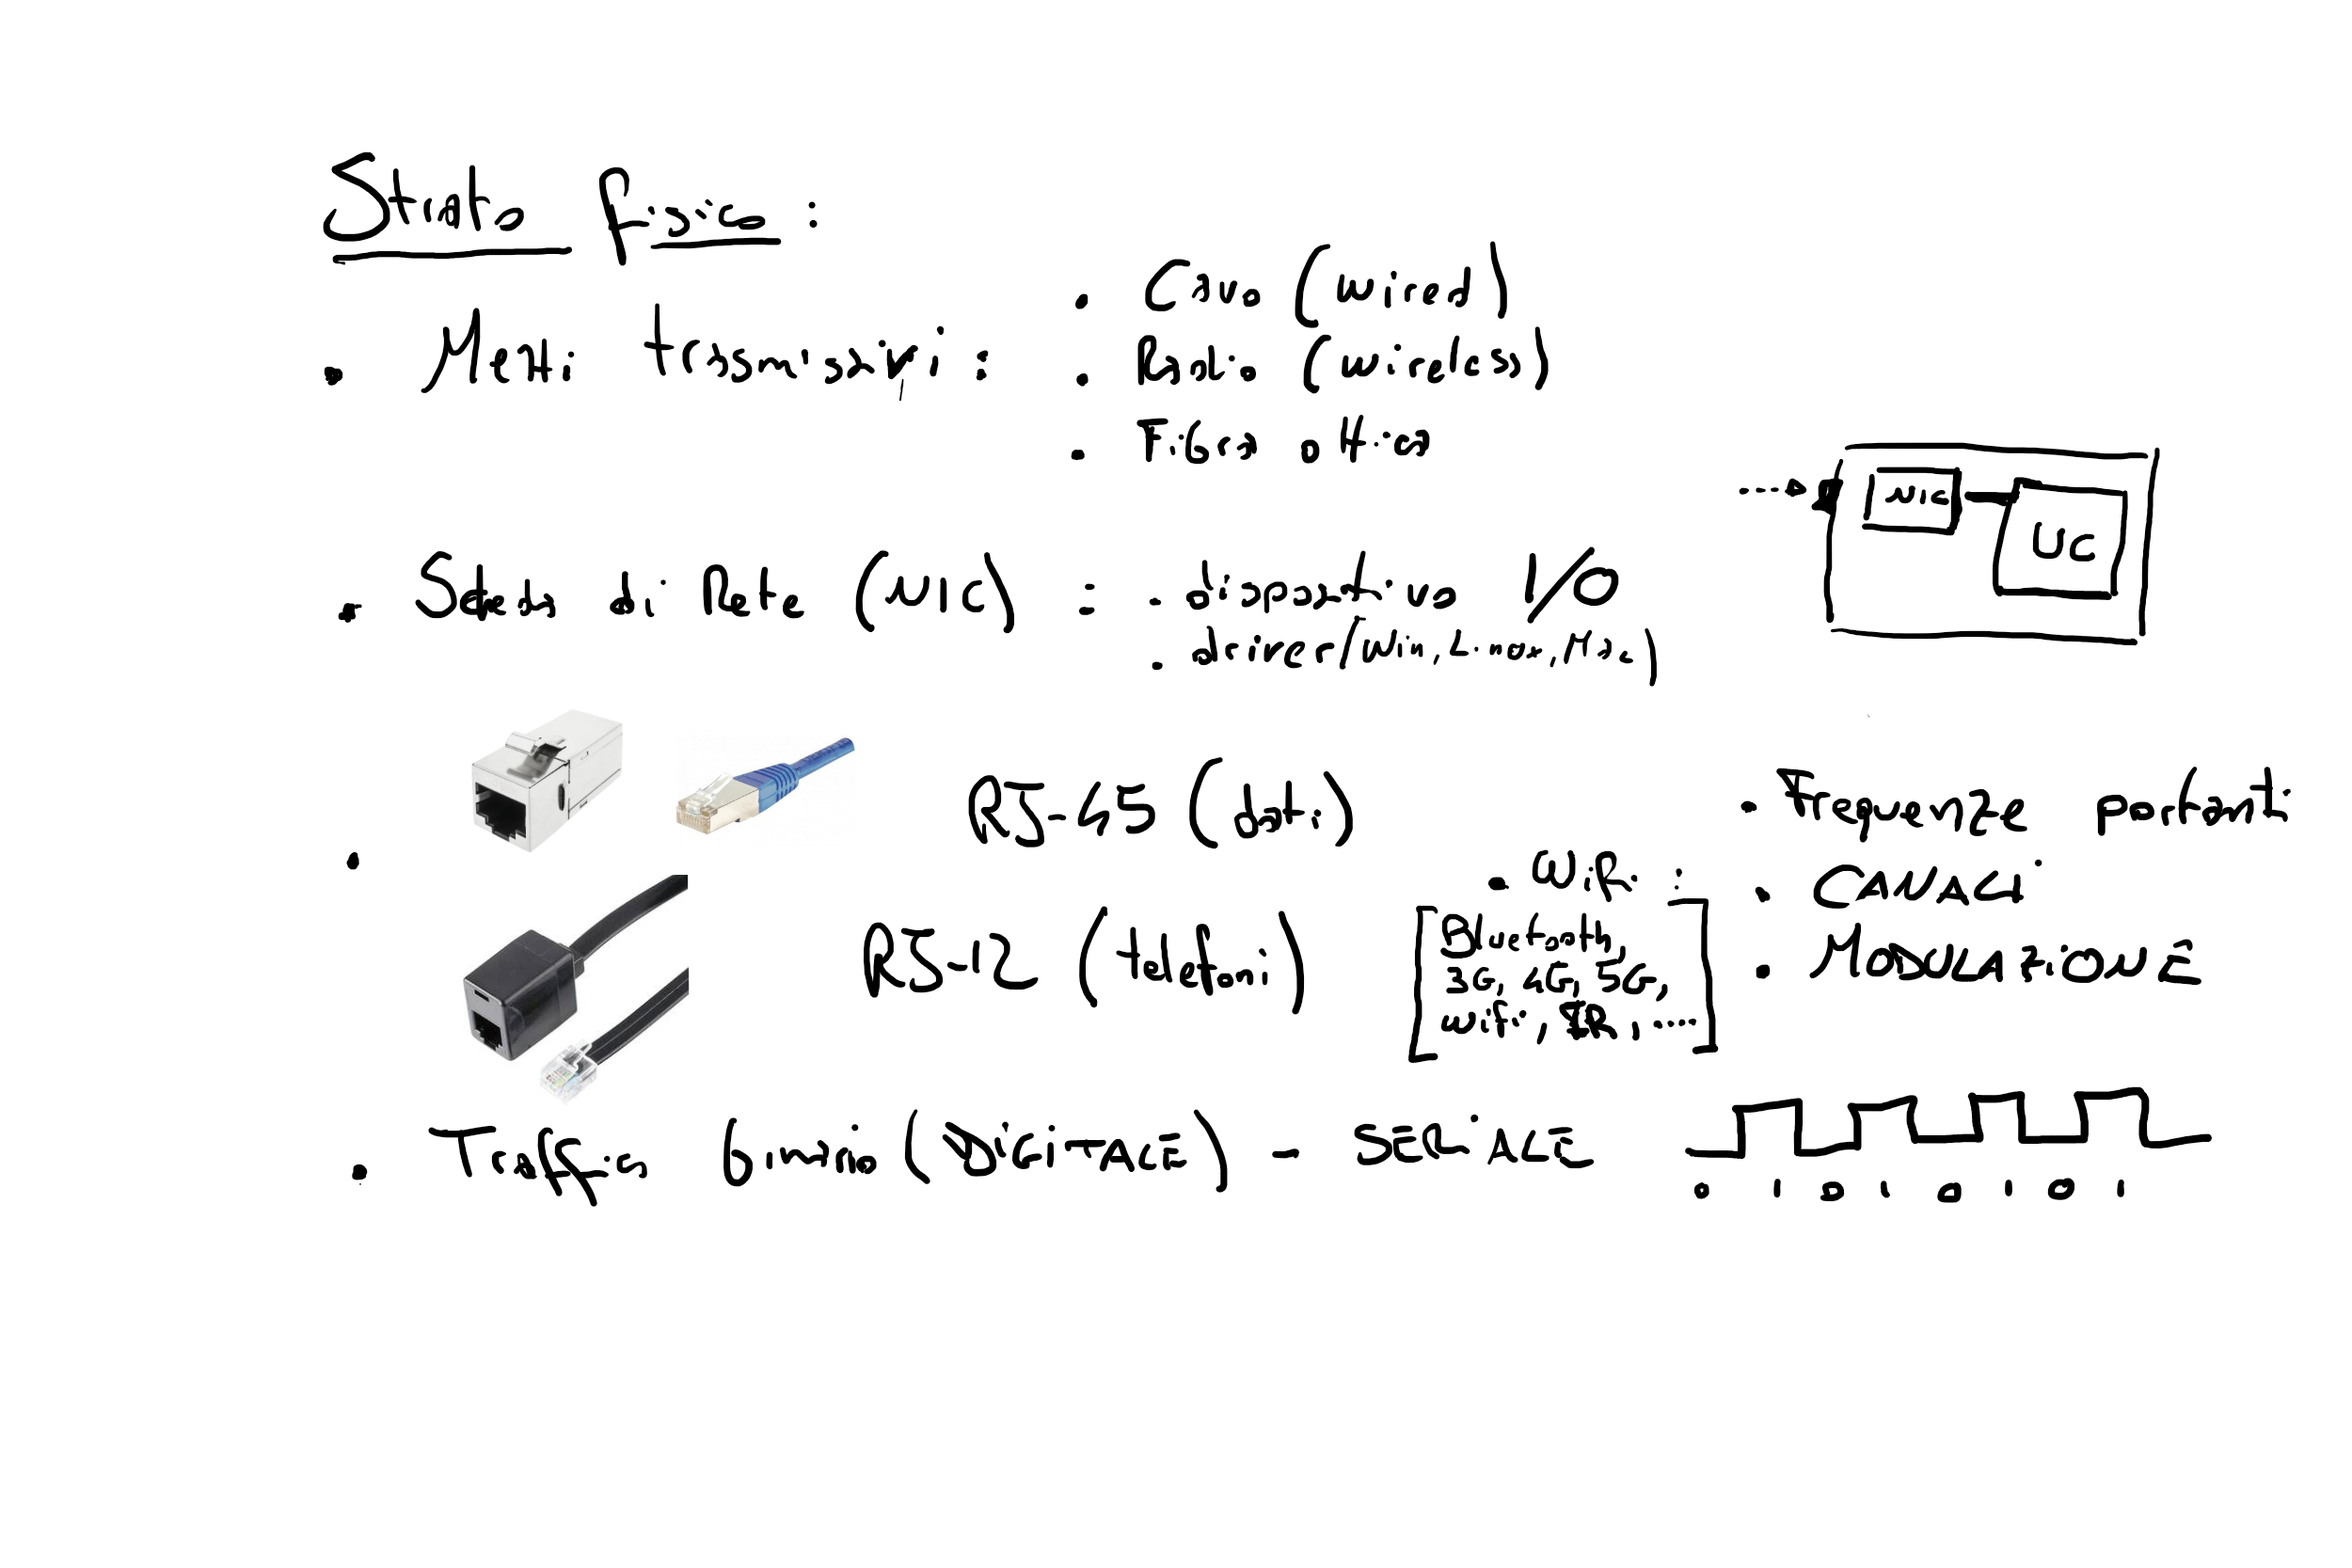 Strato fisico :
• Mezzi trasmissivi :
• Cavo (wired)
• Radio (wireless)
• Fibra ottica
• Scheda di Rete (NIC) : • dispositivo I/O
• driver (Win, Linux, Mac)
NIC
UC
RJ-45 (dati)
RJ-12 (telefoni)
• WiFi :
[Bluetooth,
3G, 4G, 5G,
wifi, IR, ....]
• Frequenze portanti
• CANALI
• MODULAZIONE
• Traffico binario (DIGITALE) - SERIALE
0 1 0 1 0 1 0 1